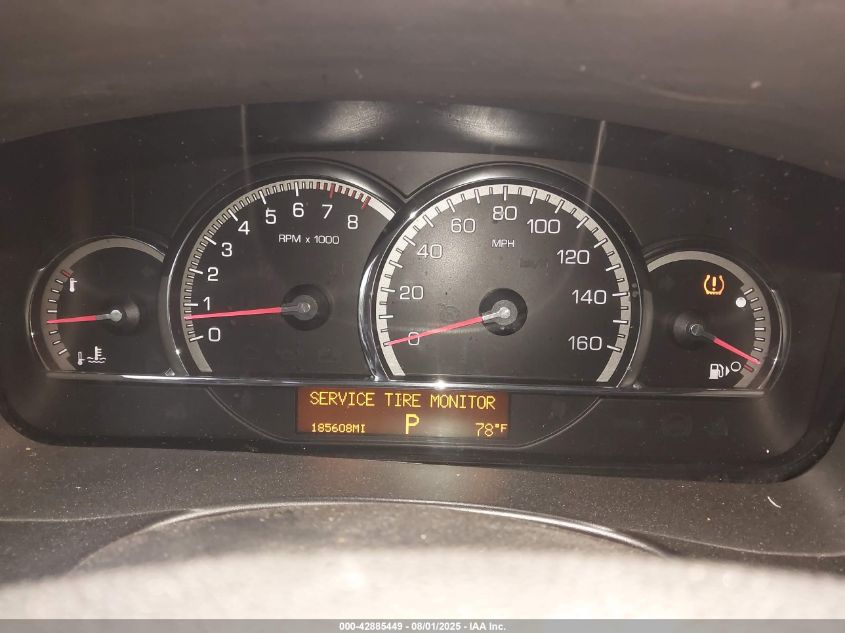 0 1 2 3 4 5 6 7 8
RPM x 1000
0 20 40 60 80 100 120 140 160
MPH
SERVICE TIRE MONITOR
185608MI P 78°F
000-42885449 - 08/01/2025 - IAA Inc.